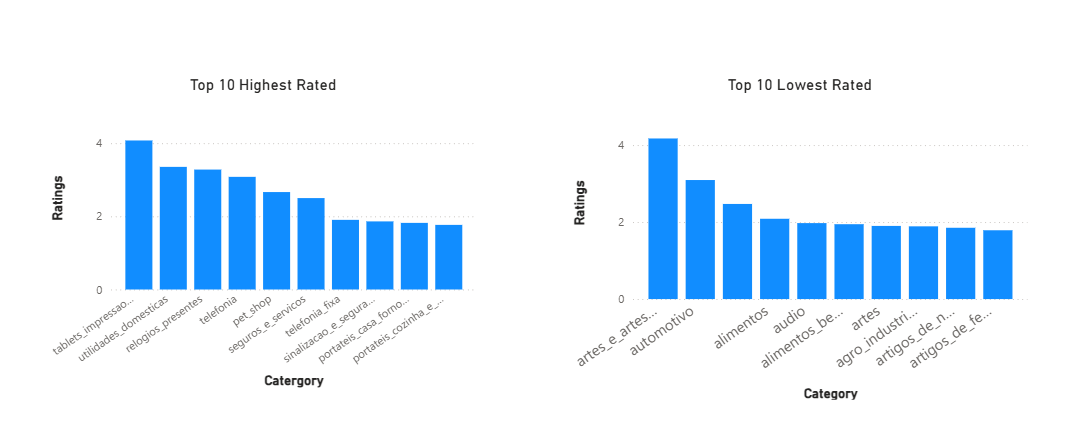 Top 10 Highest Rated
Ratings
4
2
0
tablets_impressao...
utilidades_domesticas
relogios_presentes
telefonia
pet_shop
seguros_e_servicos
telefonia_fixa
sinalizacao_e_segura...
portateis_casa_forno...
portateis_cozinha_e_...
Catergory
Top 10 Lowest Rated
Ratings
4
2
0
artes_e_artes...
automotivo
alimentos
audio
alimentos_be...
artes
agro_industri...
artigos_de_n...
artigos_de_fe...
Category